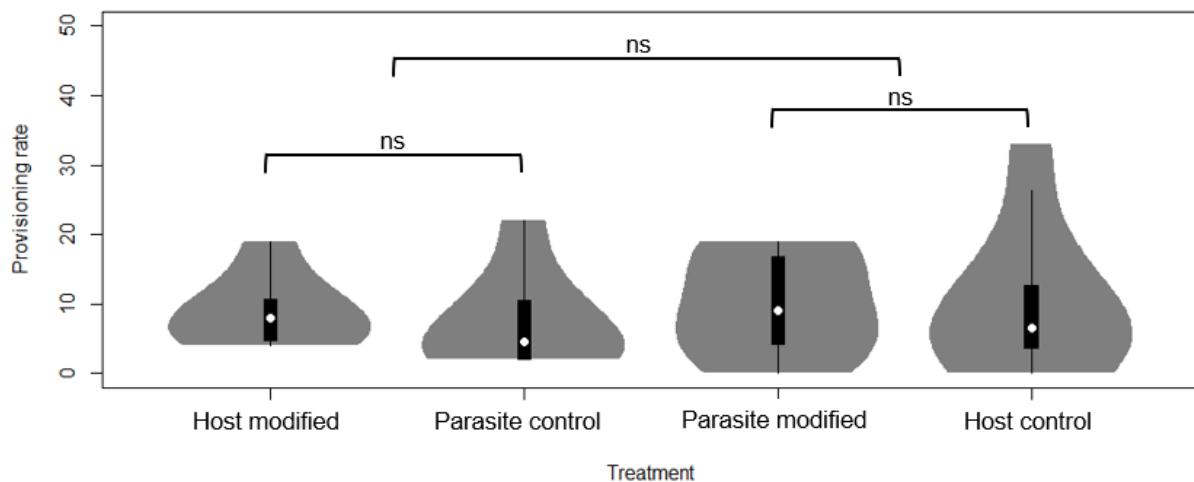 50
ns
40
ns
ns
30
20
10
0
Provisioning rate
Host modified
Parasite control
Parasite modified
Host control
Treatment